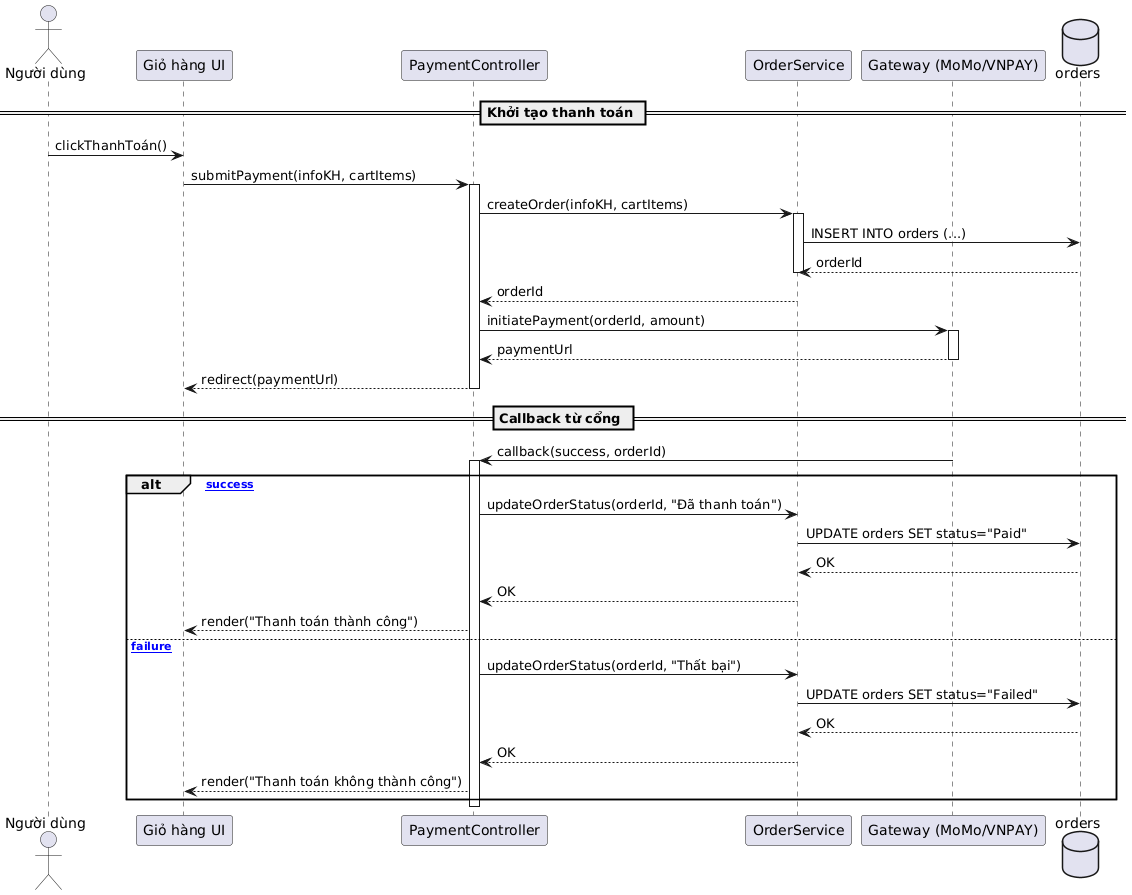 Người dùng
Giỏ hàng UI
PaymentController
OrderService
Gateway (MoMo/VNPAY)
orders
Khởi tạo thanh toán
clickThanhToán()
submitPayment(infoKH, cartItems)
createOrder(infoKH, cartItems)
INSERT INTO orders (...)
orderId
orderId
initiatePayment(orderId, amount)
paymentUrl
redirect(paymentUrl)
Callback từ cổng
callback(success, orderId)
alt success
updateOrderStatus(orderId, "Đã thanh toán")
UPDATE orders SET status="Paid"
OK
OK
render("Thanh toán thành công")
failure
updateOrderStatus(orderId, "Thất bại")
UPDATE orders SET status="Failed"
OK
OK
render("Thanh toán không thành công")
Người dùng
Giỏ hàng UI
PaymentController
OrderService
Gateway (MoMo/VNPAY)
orders